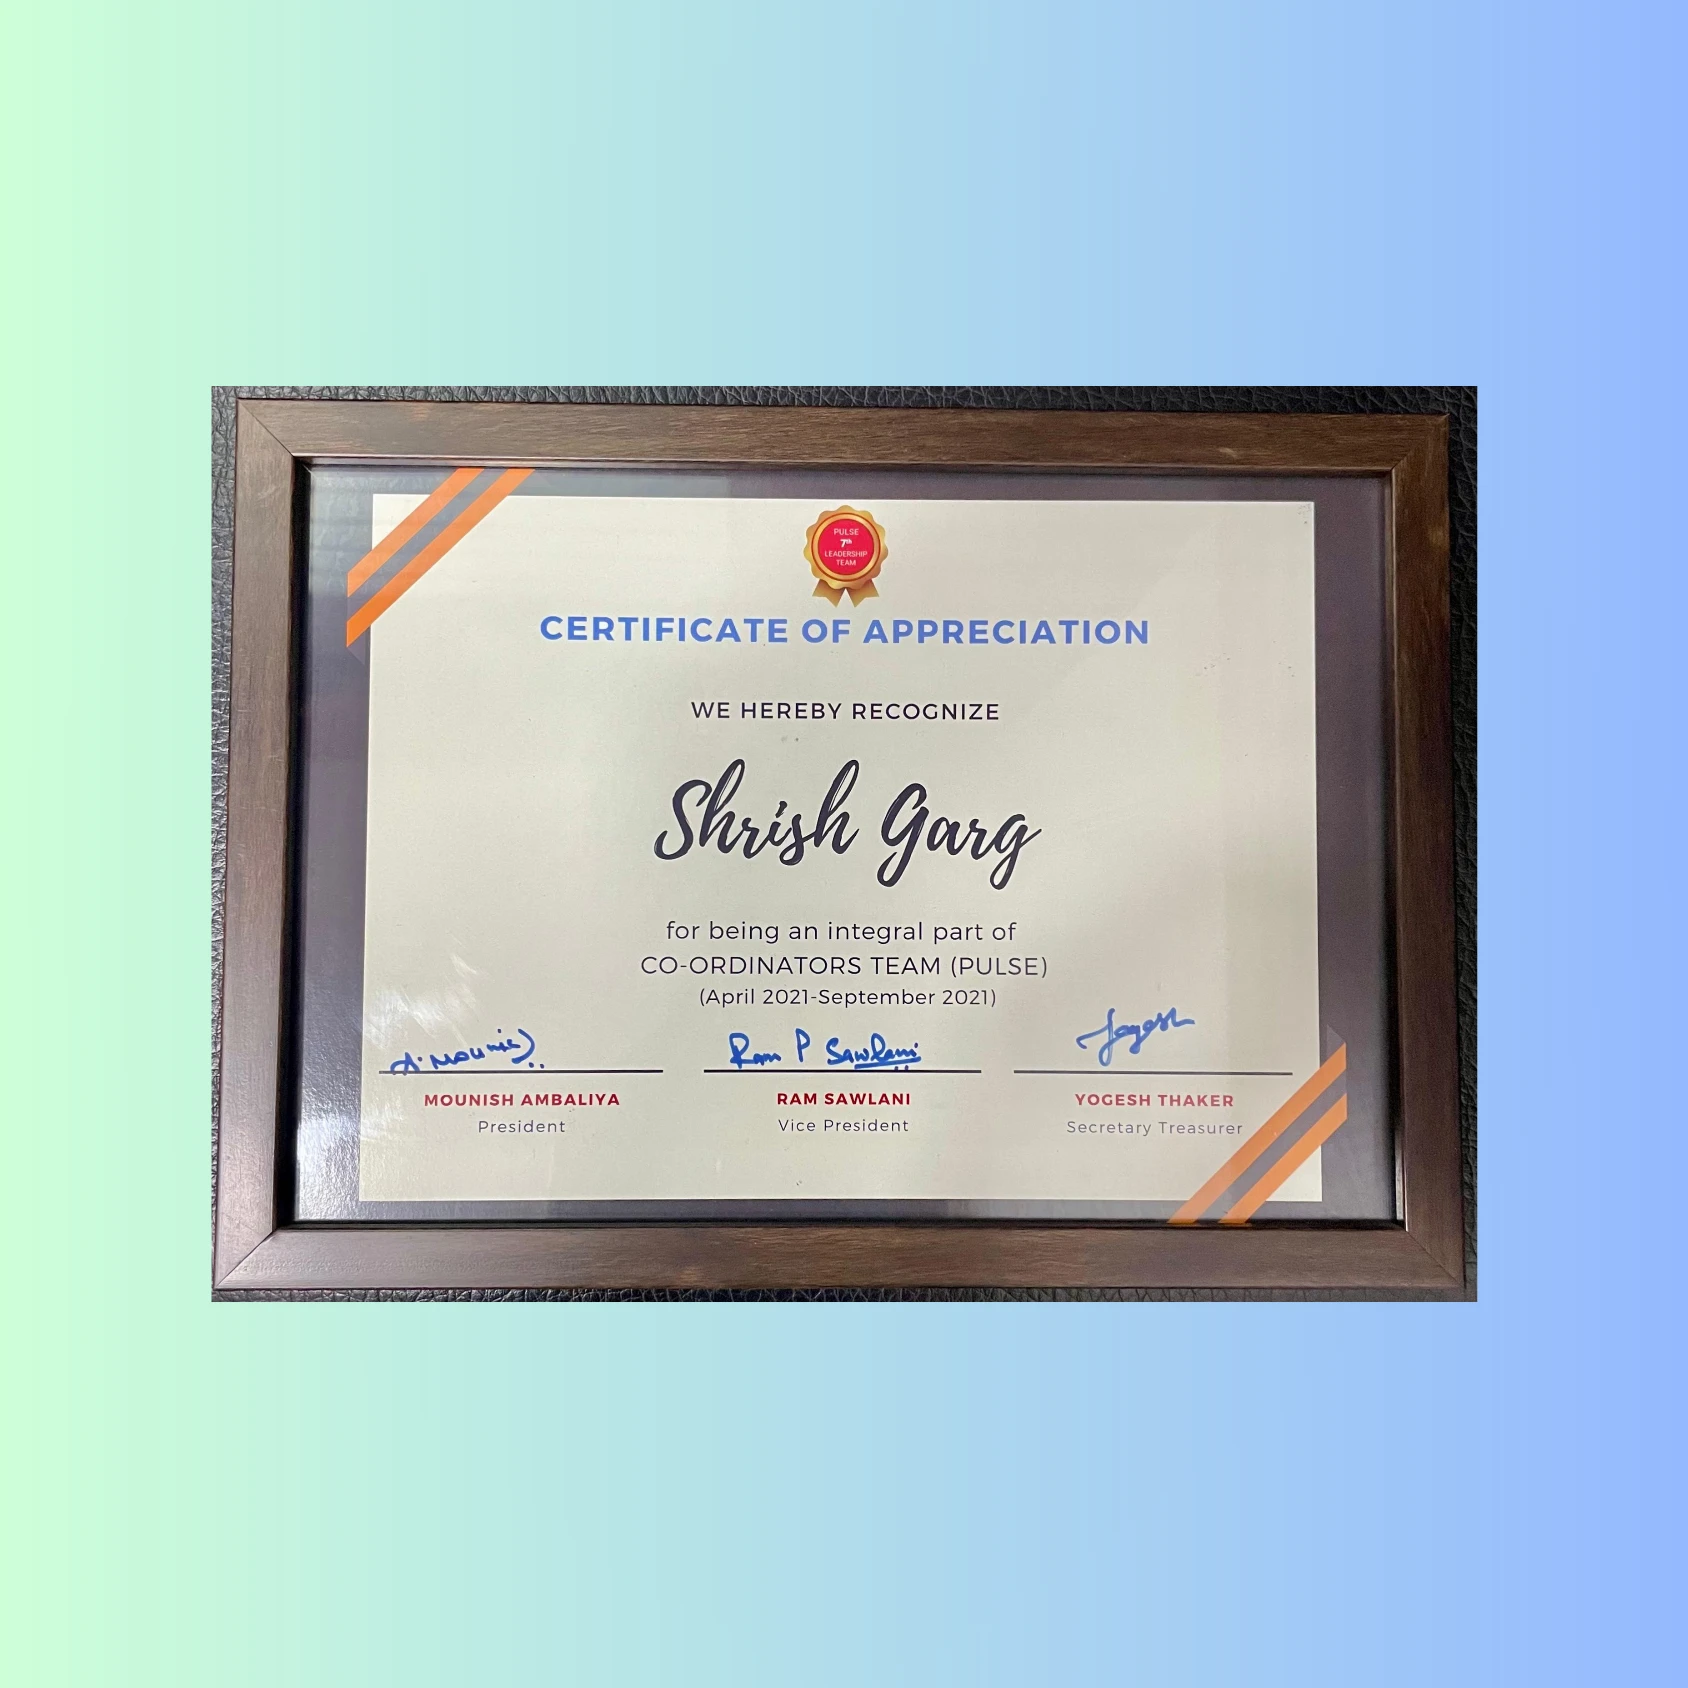 PULSE
7th
LEADERSHIP
TEAM
CERTIFICATE OF APPRECIATION
WE HEREBY RECOGNIZE
Shrish Garg
for being an integral part of
CO-ORDINATORS TEAM (PULSE)
(April 2021-September 2021)
Ram P Sawlani
Yogesh
MOUNISH AMBALIYA
RAM SAWLANI
YOGESH THAKER
President
Vice President
Secretary Treasurer